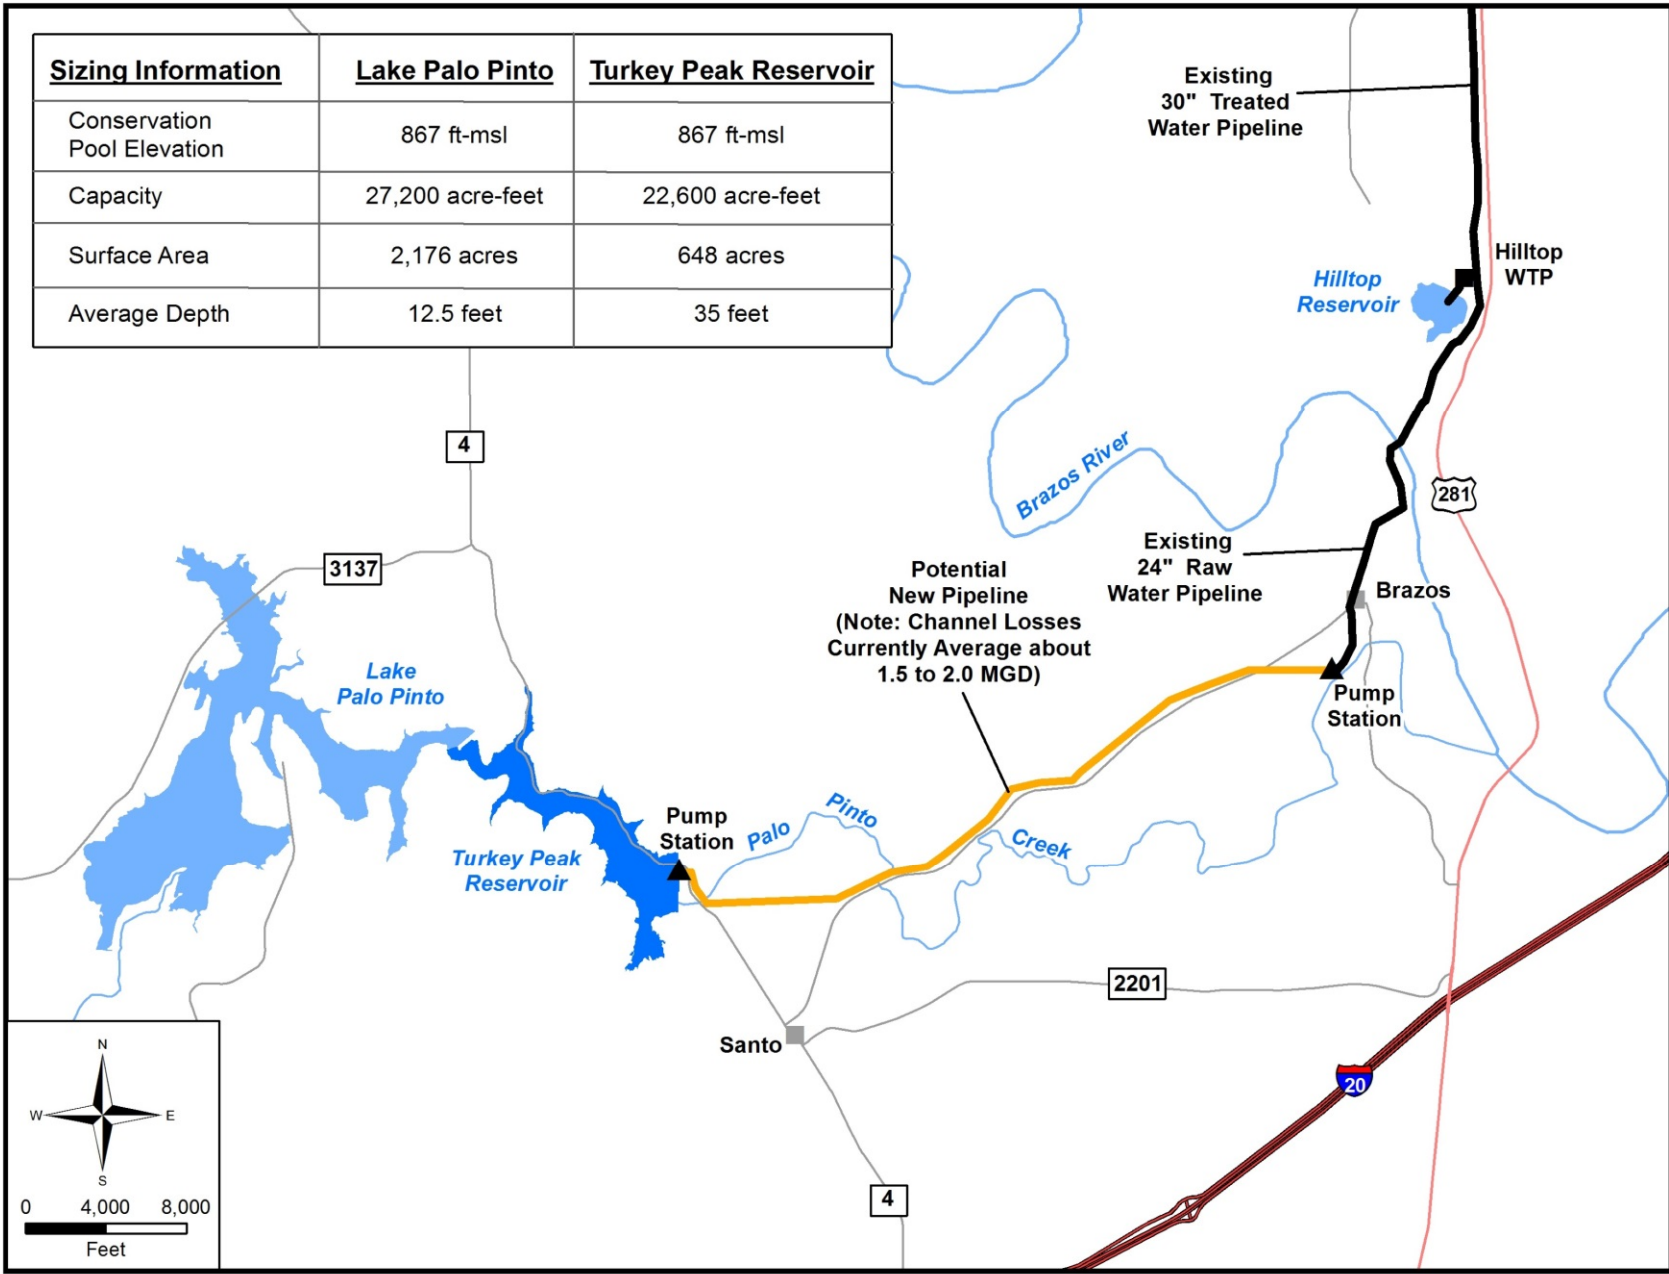 Sizing Information Lake Palo Pinto Turkey Peak Reservoir
Conservation
Pool Elevation 867 ft-msl 867 ft-msl
Capacity 27,200 acre-feet 22,600 acre-feet
Surface Area 2,176 acres 648 acres
Average Depth 12.5 feet 35 feet
Existing
30" Treated
Water Pipeline
Hilltop
WTP
Hilltop
Reservoir
4
Brazos River
281
3137
Existing
24" Raw
Water Pipeline
Brazos
Potential
New Pipeline
(Note: Channel Losses
Currently Average about
1.5 to 2.0 MGD)
Lake
Palo Pinto
Pump
Station
Pump
Station
Palo Pinto Creek
Turkey Peak
Reservoir
2201
Santo
20
4
N
W E
S
0 4,000 8,000
Feet